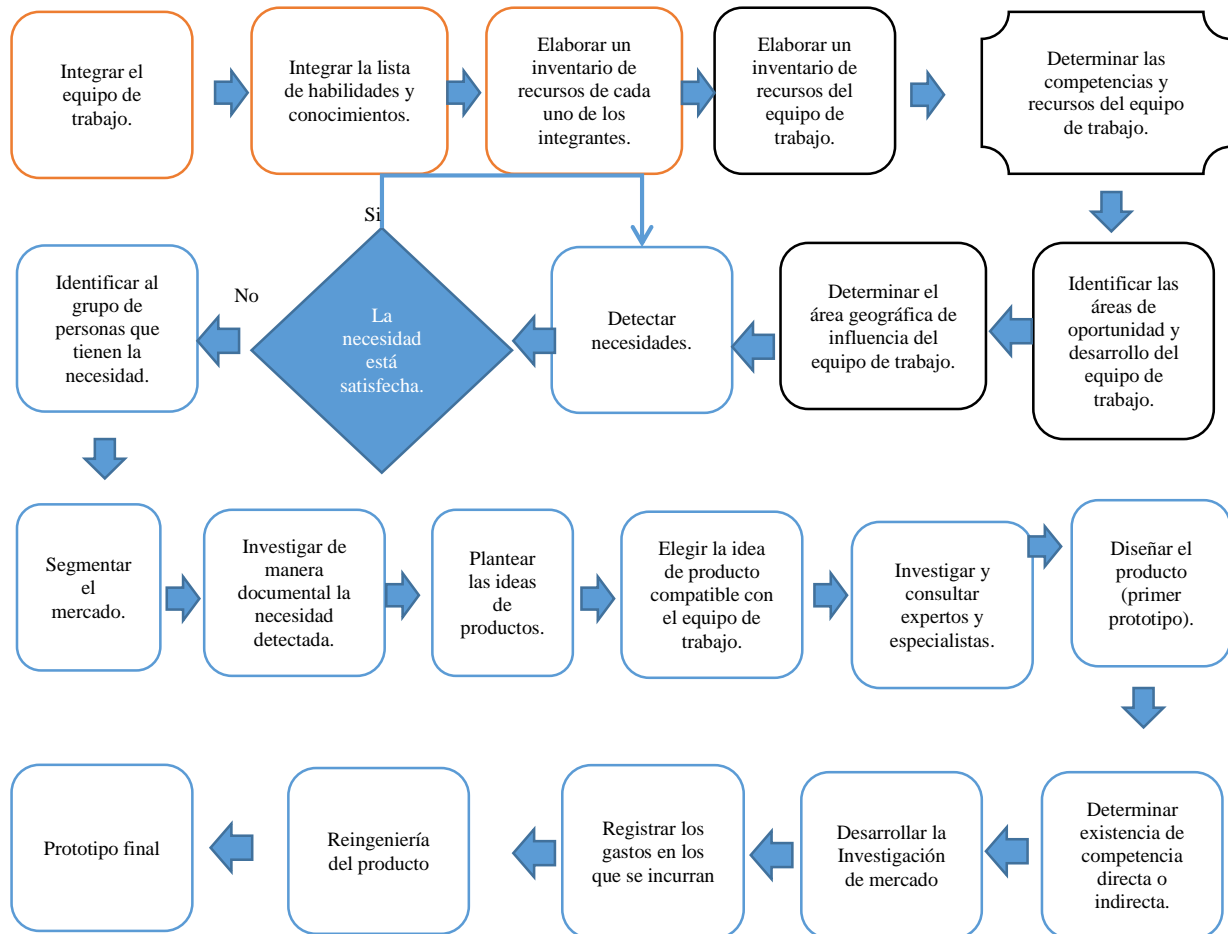 Integrar el
equipo de
trabajo.
Integrar la lista
de habilidades y
conocimientos.
Elaborar un
inventario de
recursos de cada
uno de los
integrantes.
Elaborar un
inventario de
recursos del
equipo de
trabajo.
Determinar las
competencias y
recursos del equipo
de trabajo.
Identificar las
áreas de
oportunidad y
desarrollo del
equipo de
trabajo.
Determinar el
área geográfica de
influencia del
equipo de trabajo.
Detectar
necesidades.
La
necesidad
está
satisfecha.
Si
No
Identificar al
grupo de
personas que
tienen la
necesidad.
Segmentar
el
mercado.
Investigar de
manera
documental la
necesidad
detectada.
Plantear
las ideas
de
productos.
Elegir la idea
de producto
compatible con
el equipo de
trabajo.
Investigar y
consultar
expertos y
especialistas.
Diseñar el
producto
(primer
prototipo).
Determinar
existencia de
competencia
directa o
indirecta.
Desarrollar la
Investigación
de mercado
Registrar los
gastos en los
que se incurran
Reingeniería
del producto
Prototipo final